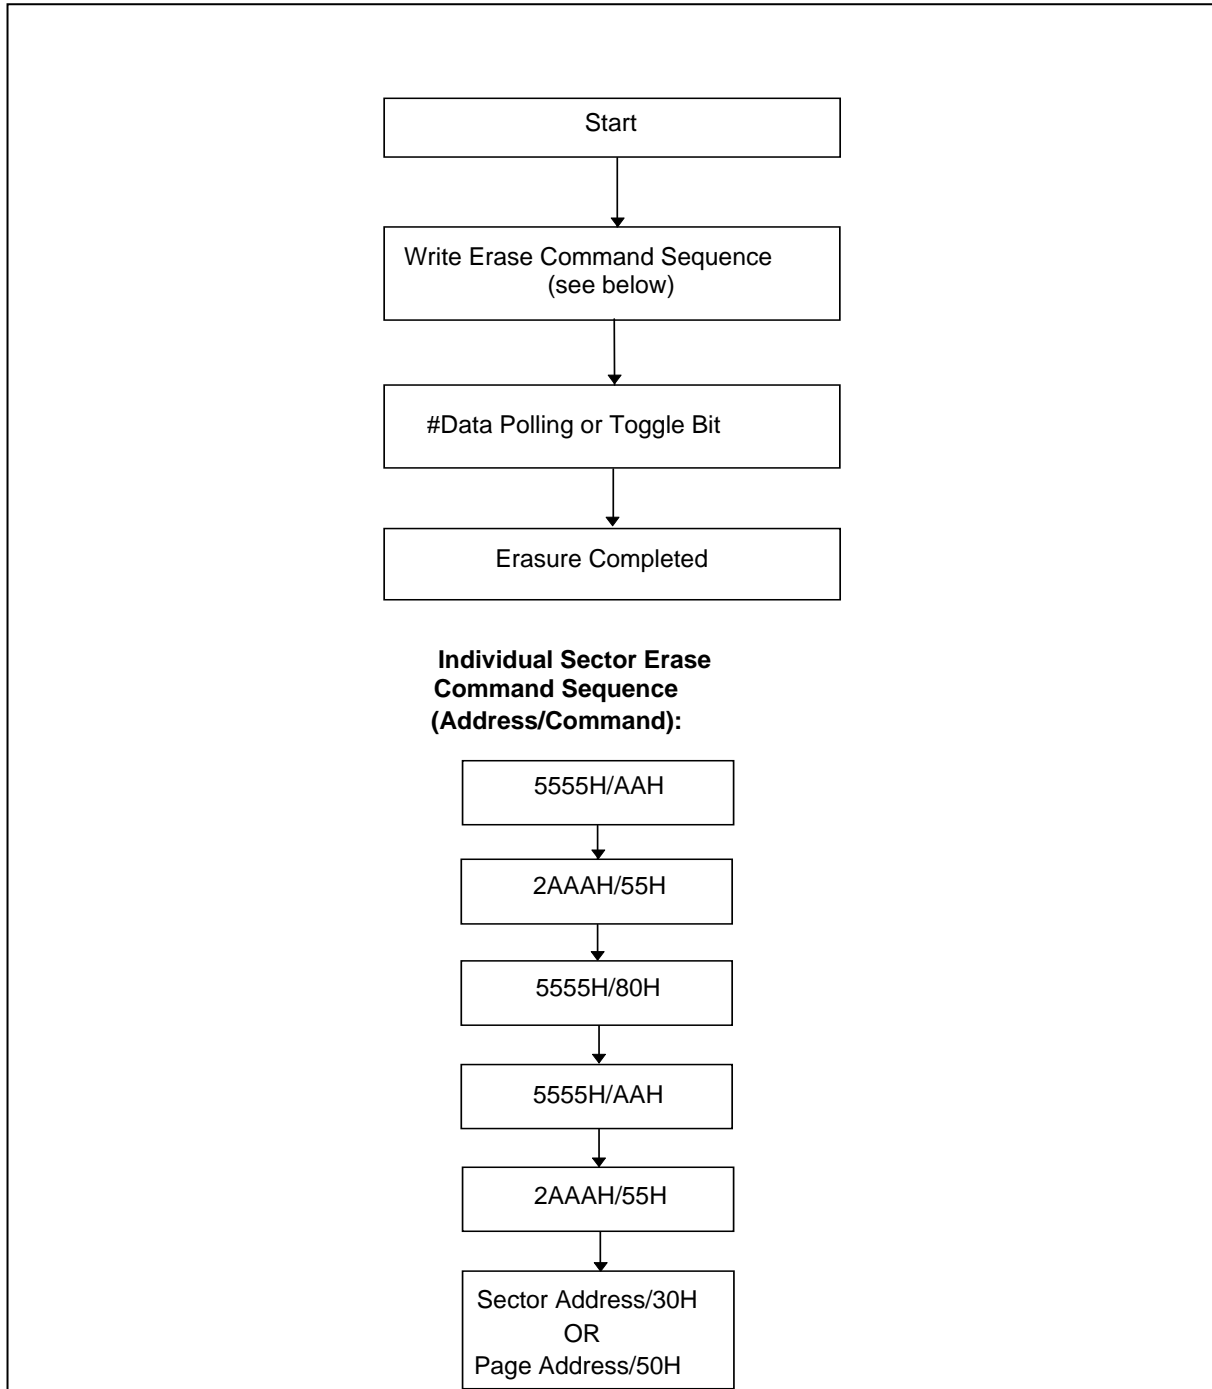 Start
Write Erase Command Sequence
(see below)
#Data Polling or Toggle Bit
Erasure Completed
Individual Sector Erase
Command Sequence
(Address/Command):
5555H/AAH
2AAAH/55H
5555H/80H
5555H/AAH
2AAAH/55H
Sector Address/30H
OR
Page Address/50H